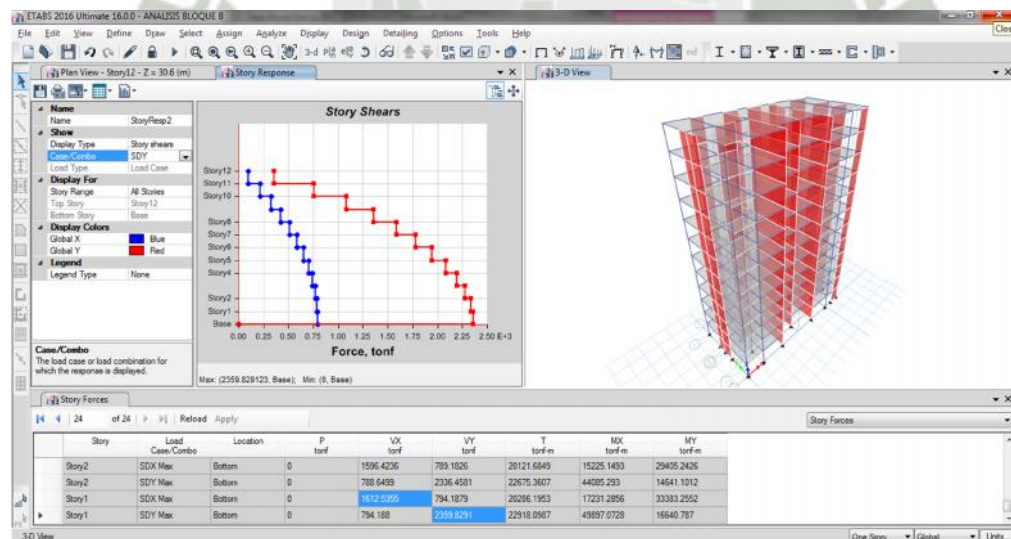 ETABS 2016 Ultimate 16.0.0 - ANALISIS BLOQUE B
Clos
File Edit View Define Draw Select Assign Analyze Display Design Detailing Options Tools Help
Plan View - Story12 - Z = 30.6 (m) Story Response 3-D View
Name
Name StoryResp2
Show
Display Type Story shears
Case/Combo SDY
Load Type Load Case
Display For
Story Range All Stories
Top Story Story12
Bottom Story Base
Display Colors
Global X Blue
Global Y Red
Legend
Legend Type None
Case/Combo
The load case or load combination for
which the response is displayed.
Story Shears
Story12
Story11
Story10
Story8
Story7
Story6
Story5
Story4
Story2
Story1
Base
0.00 0.25 0.50 0.75 1.00 1.25 1.50 1.75 2.00 2.25 2.50 E+3
Force, tonf
Max: (2359.829123, Base); Min: (0, Base)
Story Forces
24 of 24 Reload Apply Story Forces
Story Load Case/Combo Location P tonf VX tonf VY tonf T tonf-m MX tonf-m MY tonf-m
Story2 SDX Max Bottom 0 1596.4236 789.1826 20121.6849 15225.1493 29405.2426
Story2 SDY Max Bottom 0 788.6499 2336.4581 22675.3607 44085.293 14641.1012
Story1 SDX Max Bottom 0 1612.5355 794.1879 20286.1953 17231.2856 33383.2552
Story1 SDY Max Bottom 0 794.188 2359.8291 22918.0987 49897.0728 16640.787
3-D View One Story Global Units